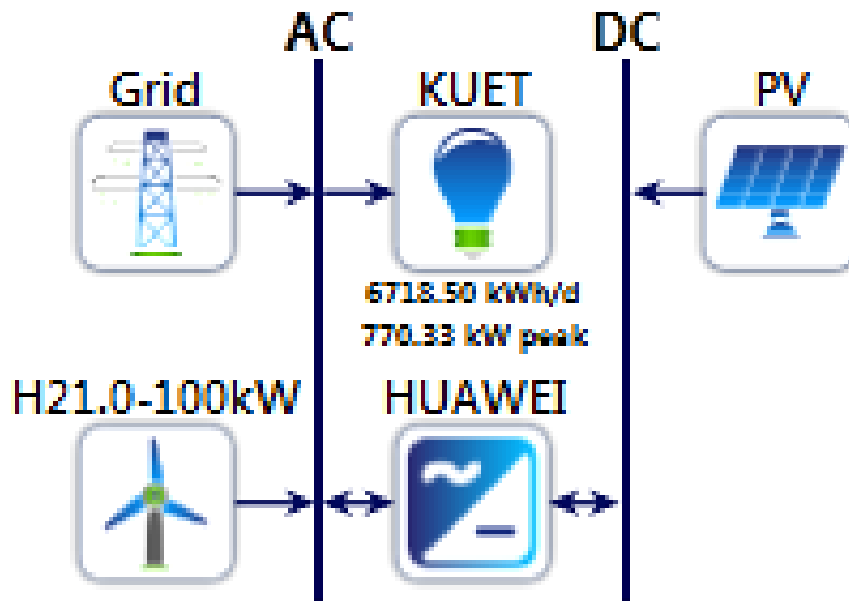 AC DC
Grid KUET PV
6718.50 kWh/d
770.33 kW peak
H21.0-100kW HUAWEI